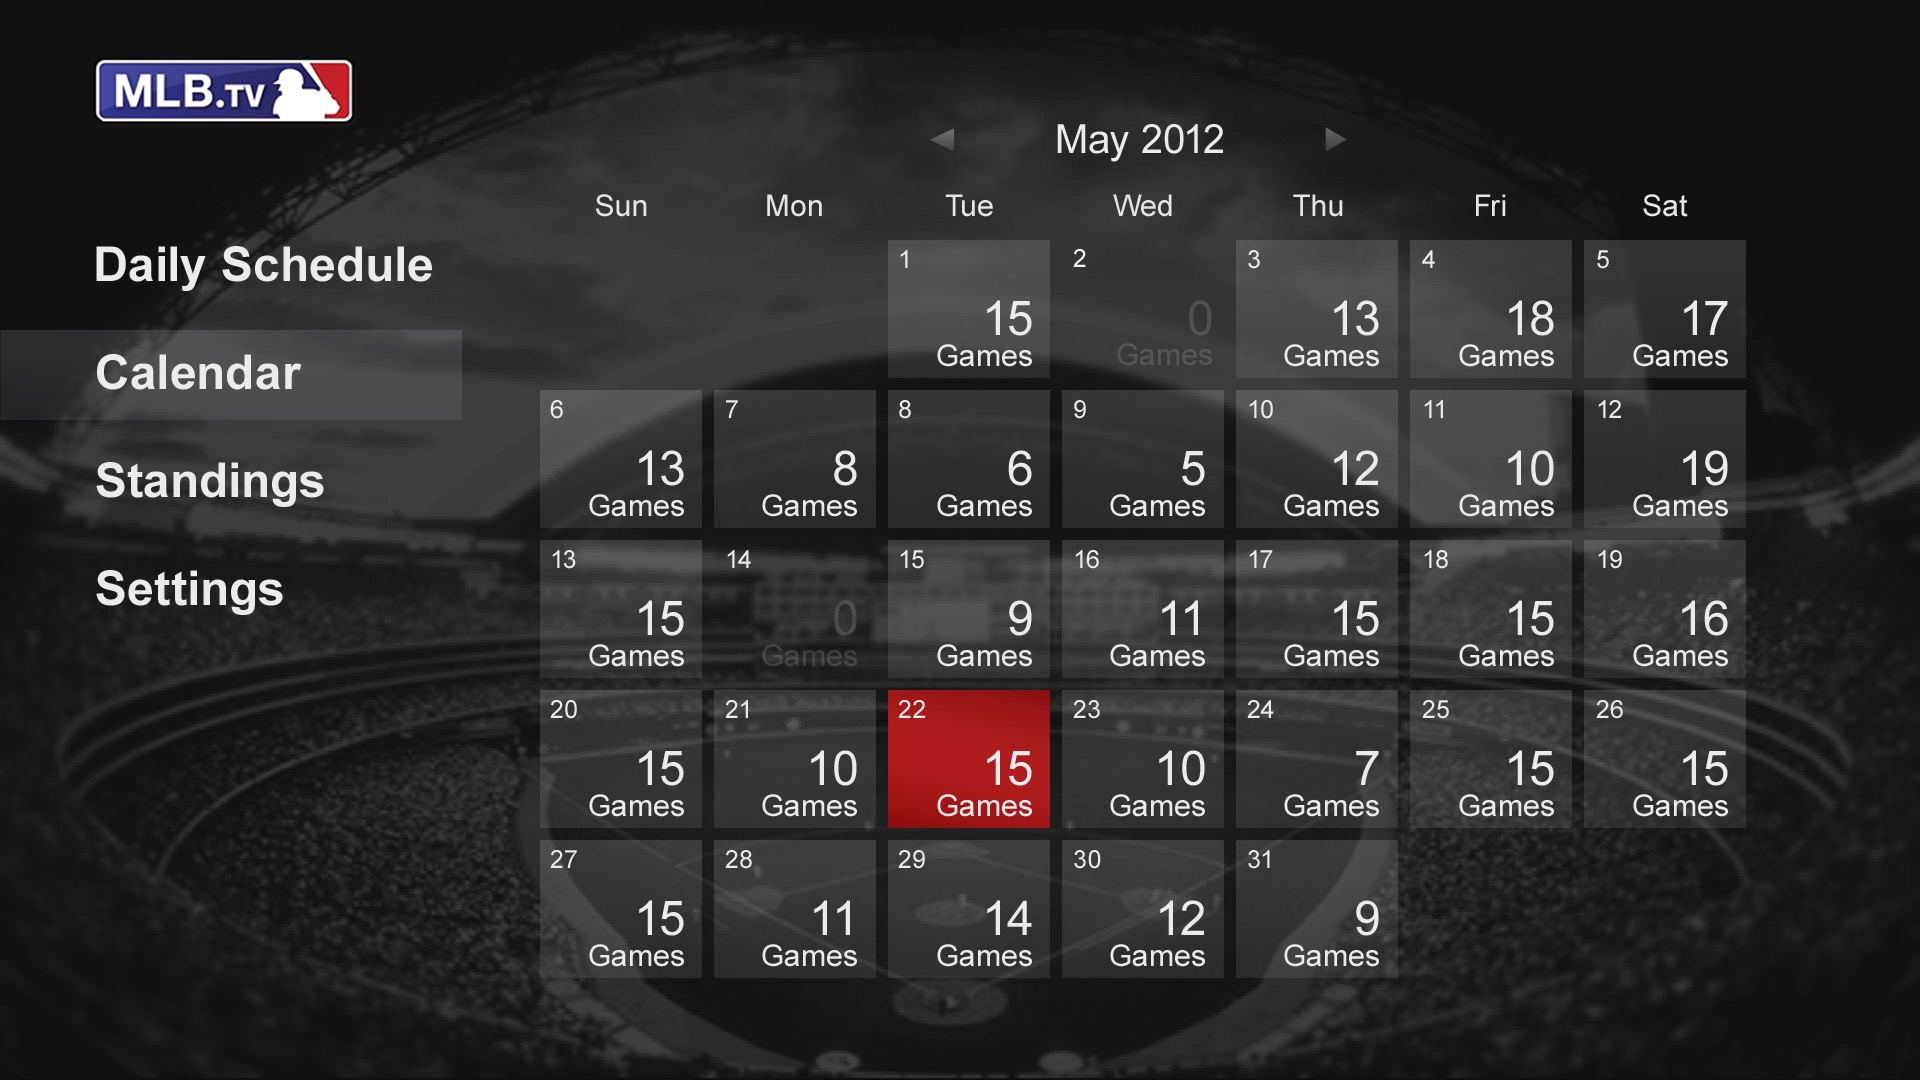 MLB.TV
May 2012
Sun Mon Tue Wed Thu Fri Sat
Daily Schedule
Calendar
Standings
Settings
1 2 3 4 5
15 0 13 18 17
Games Games Games Games Games
6 7 8 9 10 11 12
13 8 6 5 12 10 19
Games Games Games Games Games Games Games
13 14 15 16 17 18 19
15 0 9 11 15 15 16
Games Games Games Games Games Games Games
20 21 22 23 24 25 26
15 10 15 10 7 15 15
Games Games Games Games Games Games Games
27 28 29 30 31
15 11 14 12 9
Games Games Games Games Games